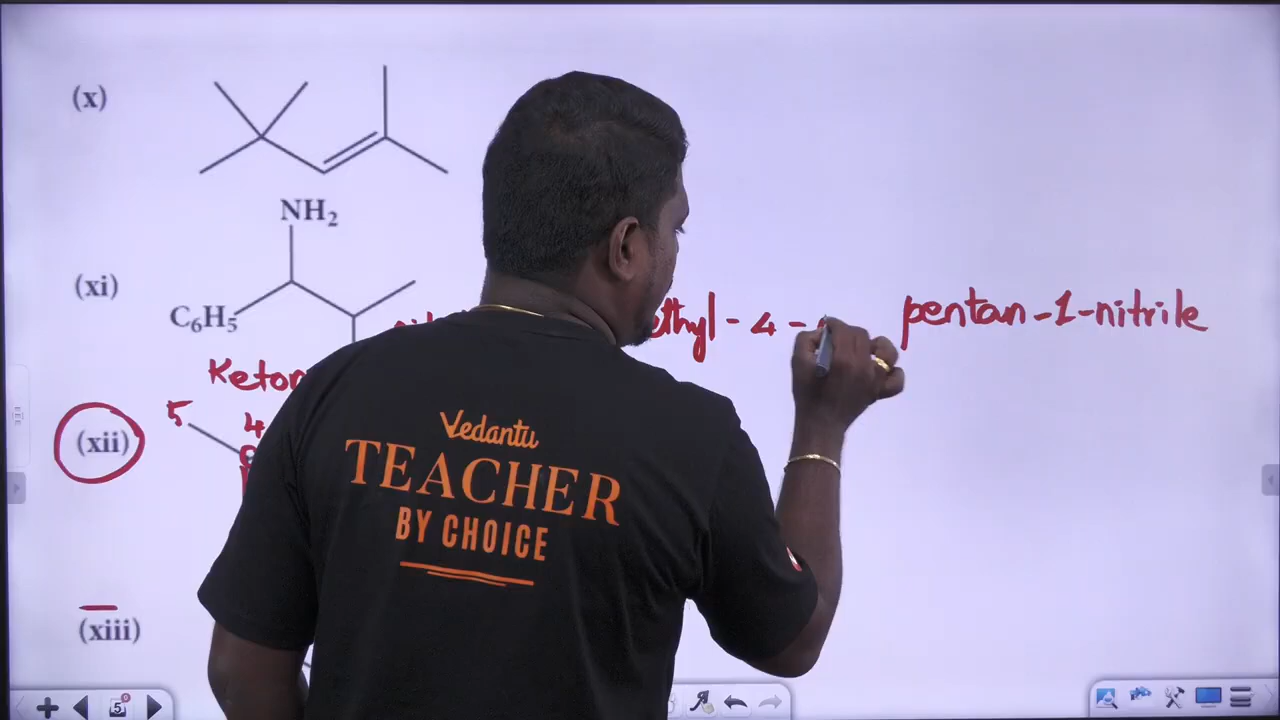 (x)
NH₂
(xi)
C₆H₅
ethyl - 4 -
pentan - 1 - nitrile
Keton
(xii)
5
4
Vedantu
TEACHER
BY CHOICE
(xiii)
5